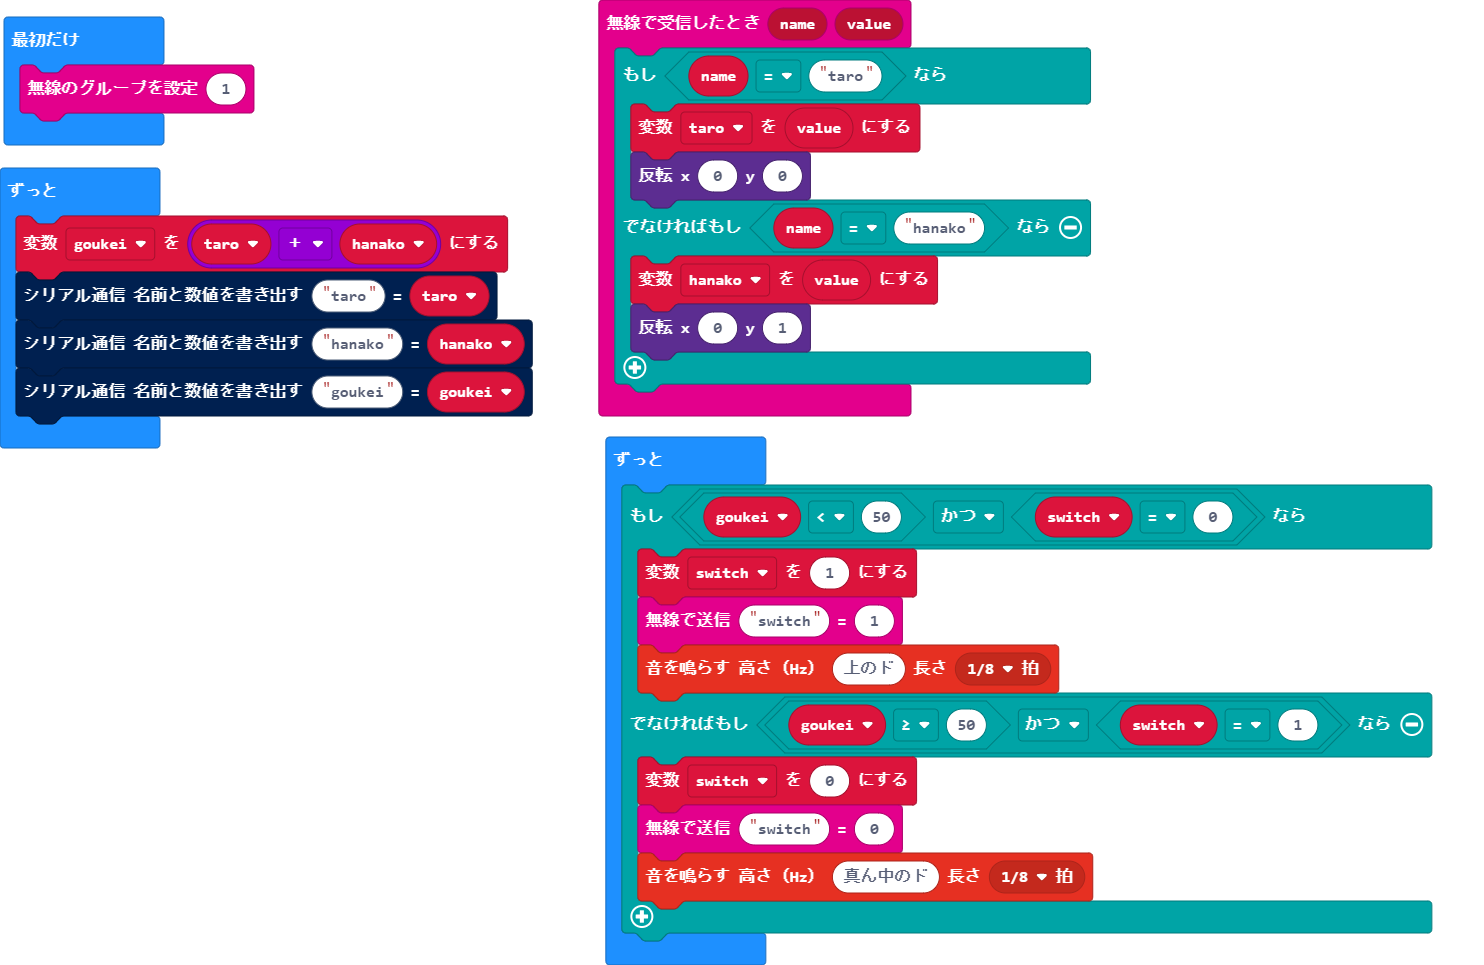 最初だけ
無線のグループを設定 1
ずっと
変数 goukei を taro + hanako にする
シリアル通信 名前と数値を書き出す "taro" = taro
シリアル通信 名前と数値を書き出す "hanako" = hanako
シリアル通信 名前と数値を書き出す "goukei" = goukei
無線で受信したとき name value
もし name = "taro" なら
変数 taro を value にする
反転 x 0 y 0
でなければもし name = "hanako" なら
変数 hanako を value にする
反転 x 0 y 1
ずっと
もし goukei < 50 かつ switch = 0 なら
変数 switch を 1 にする
無線で送信 "switch" = 1
音を鳴らす 高さ (Hz) 上のド 長さ 1/8 拍
でなければもし goukei ≥ 50 かつ switch = 1 なら
変数 switch を 0 にする
無線で送信 "switch" = 0
音を鳴らす 高さ (Hz) 真ん中のド 長さ 1/8 拍